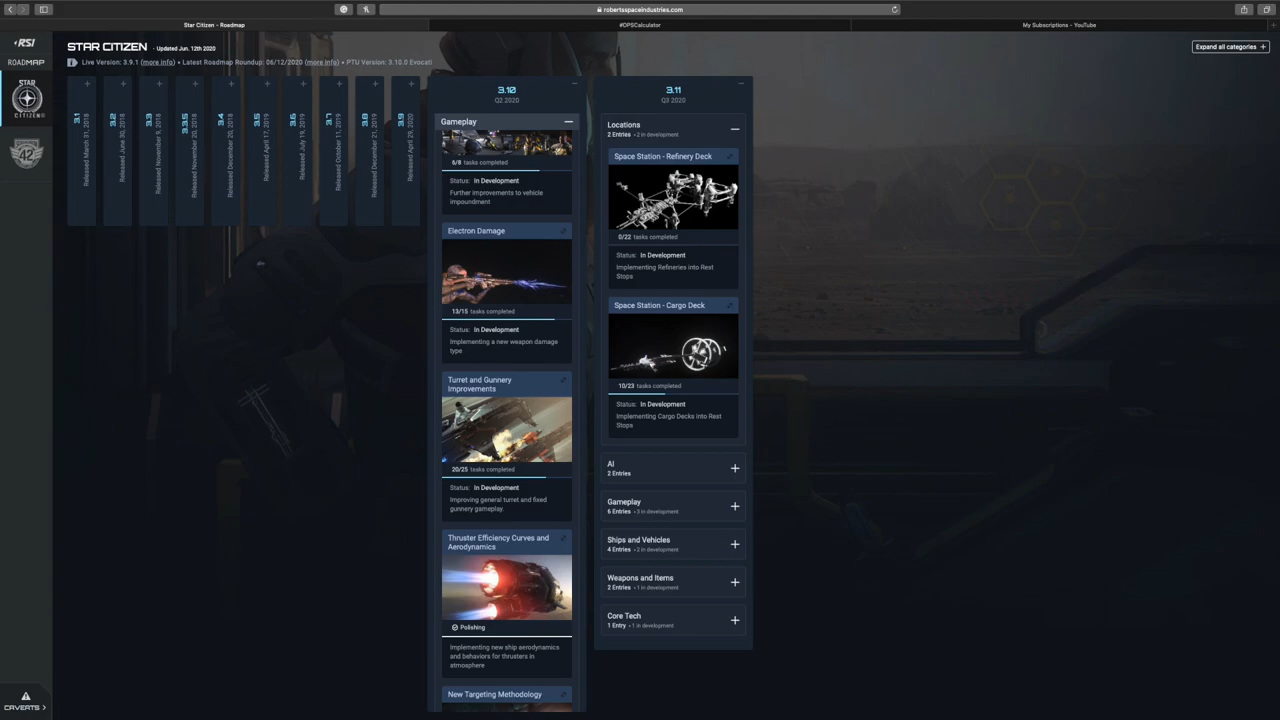 robertsspaceindustries.com
Star Citizen - Roadmap
#DPSCalculator
My Subscriptions - YouTube
RSI
ROADMAP
STAR CITIZEN
42
CAVEATS
STAR CITIZEN - Updated Jun. 12th 2020
Expand all categories
Live Version: 3.9.1 (more info) • Latest Roadmap Roundup: 06/12/2020 (more info) • PTU Version: 3.10.0 Evocati
3.1 Released March 31, 2018
3.2 Released June 30, 2018
3.3 Released November 9, 2018
3.3.5 Released November 20, 2018
3.4 Released December 20, 2018
3.5 Released April 17, 2019
3.6 Released July 19, 2019
3.7 Released October 11, 2019
3.8 Released December 21, 2019
3.9 Released April 29, 2020
3.10
Q2 2020
Gameplay
6/8 tasks completed
Status: In Development
Further improvements to vehicle
impoundment
Electron Damage
13/15 tasks completed
Status: In Development
Implementing a new weapon damage
type
Turret and Gunnery
Improvements
20/25 tasks completed
Status: In Development
Improving general turret and fixed
gunnery gameplay.
Thruster Efficiency Curves and
Aerodynamics
Polishing
Implementing new ship aerodynamics
and behaviors for thrusters in
atmosphere
New Targeting Methodology
3.11
Q3 2020
Locations
2 Entries • 2 in development
Space Station - Refinery Deck
0/22 tasks completed
Status: In Development
Implementing Refineries into Rest
Stops
Space Station - Cargo Deck
10/23 tasks completed
Status: In Development
Implementing Cargo Decks into Rest
Stops
AI
2 Entries
Gameplay
6 Entries • 3 in development
Ships and Vehicles
4 Entries • 2 in development
Weapons and Items
2 Entries • 1 in development
Core Tech
1 Entry • 1 in development